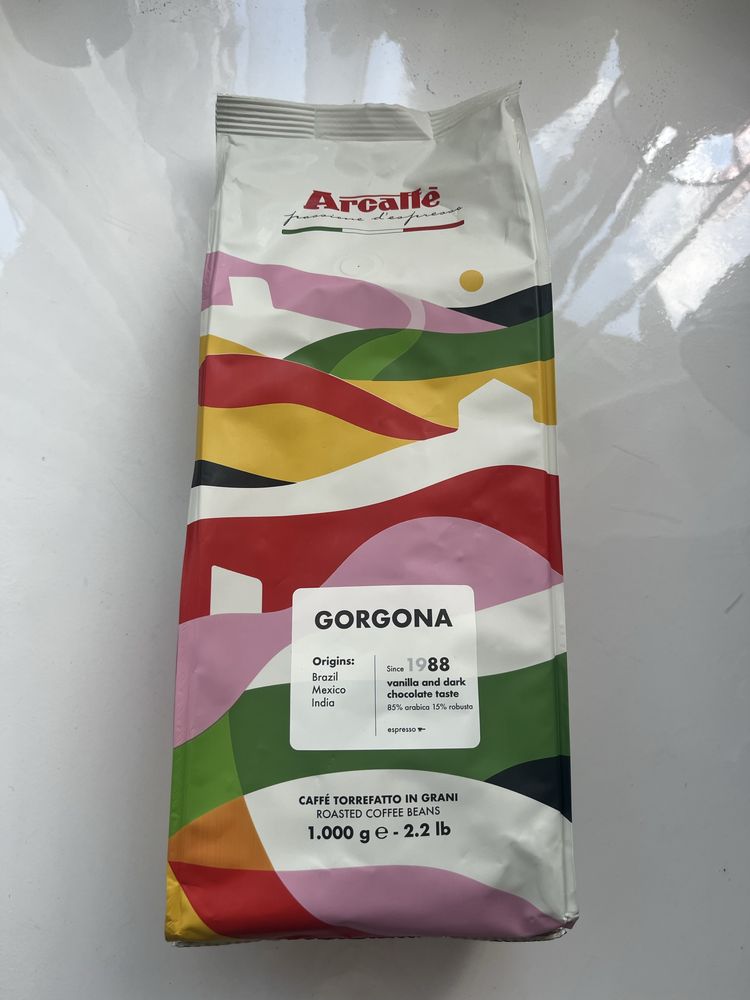 Arcaffè
passione d'espresso
GORGONA
Origins:
Brazil
Mexico
India
Since 1988
vanilla and dark
chocolate taste
85% arabica 15% robusta
espresso
CAFFÉ TORREFATTO IN GRANI
ROASTED COFFEE BEANS
1.000 g e - 2.2 lb